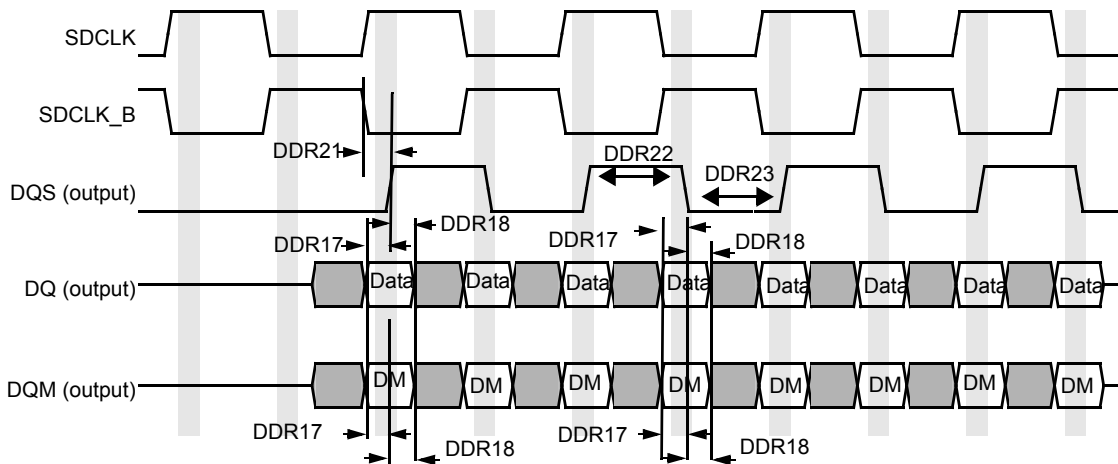 SDCLK
SDCLK_B
DDR21
DDR22
DDR23
DQS (output)
DDR18
DDR17
DDR17
DDR18
DQ (output) Data Data Data Data Data Data Data Data
DQM (output) DM DM DM DM DM DM DM DM
DDR17
DDR18
DDR17
DDR18